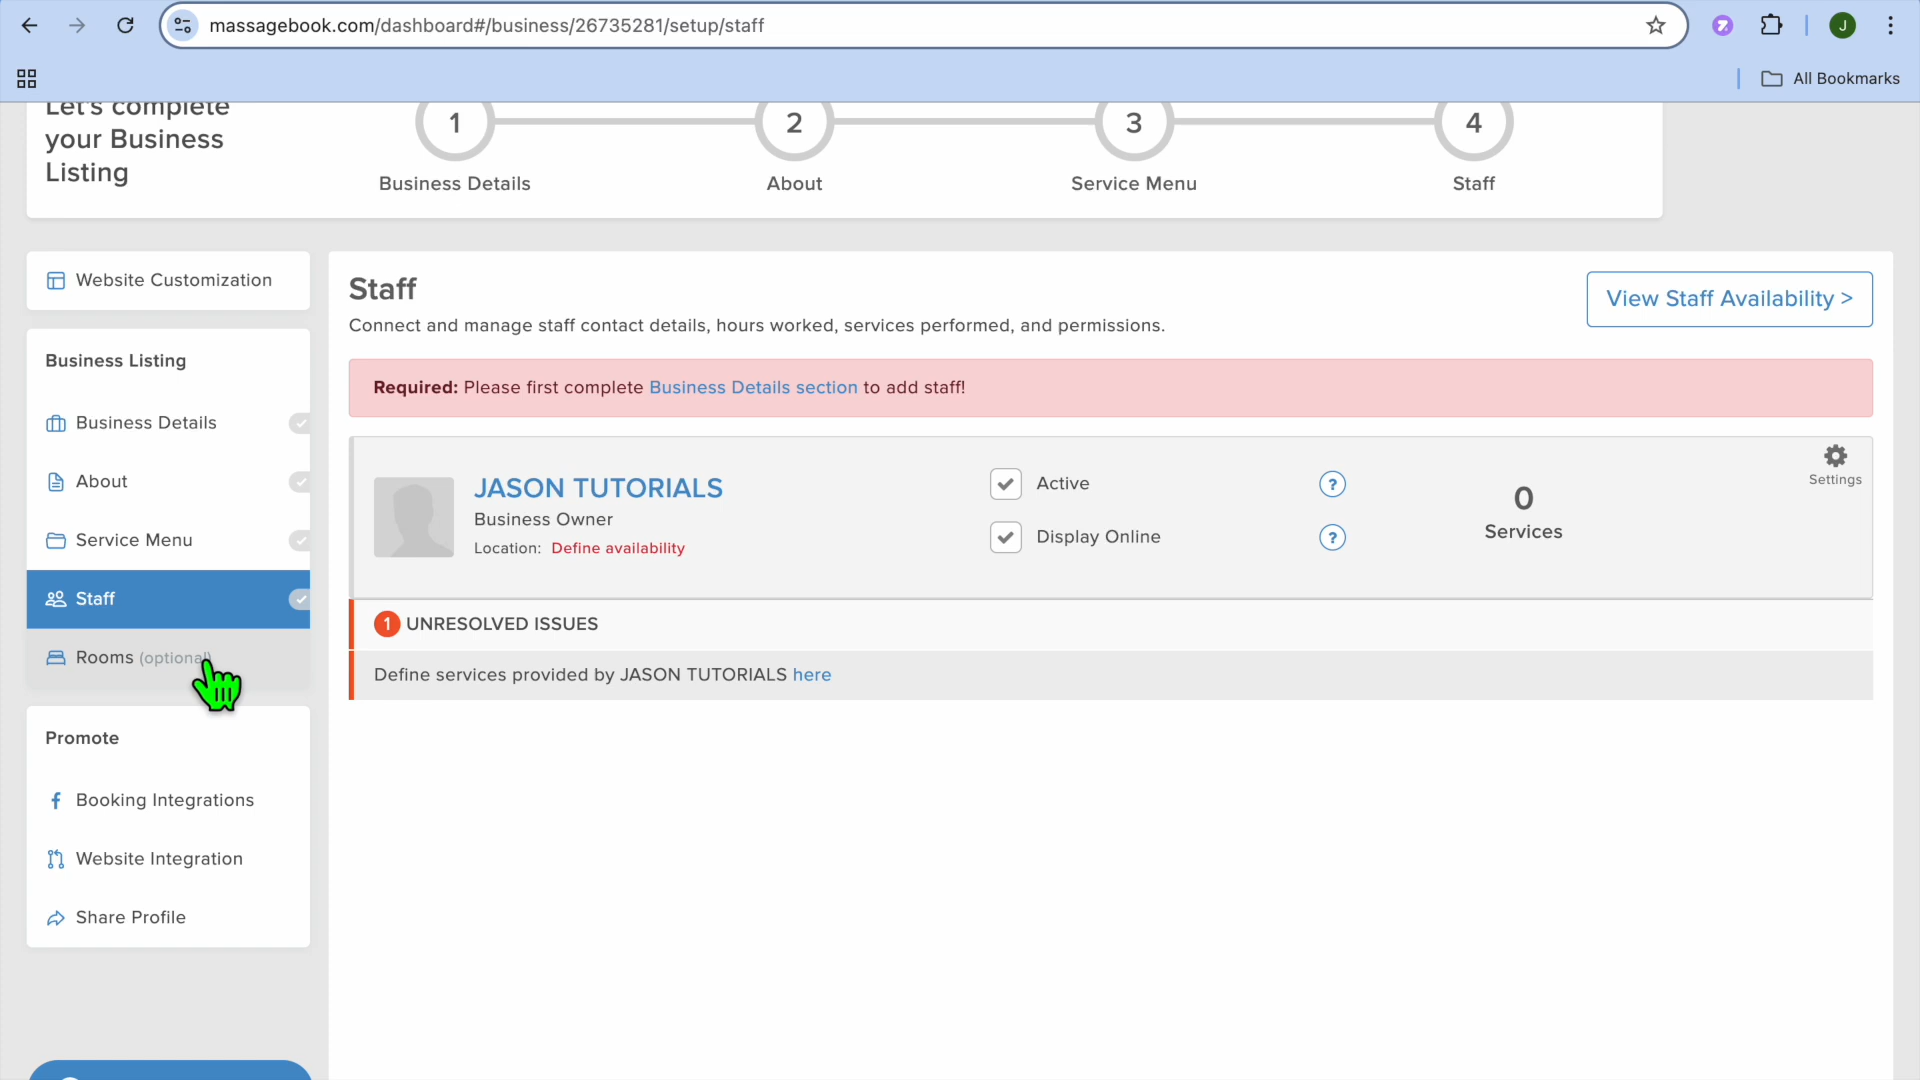 massagebook.com/dashboard#/business/26735281/setup/staff
J
All Bookmarks
Let's complete
your Business
Listing
1
2
3
4
Business Details
About
Service Menu
Staff
Website Customization
Business Listing
Business Details
About
Service Menu
Staff
Rooms (optional)
Promote
Booking Integrations
Website Integration
Share Profile
Staff
View Staff Availability >
Connect and manage staff contact details, hours worked, services performed, and permissions.
Required: Please first complete Business Details section to add staff!
JASON TUTORIALS
Business Owner
Location: Define availability
Active
?
Display Online
?
0
Services
Settings
1 UNRESOLVED ISSUES
Define services provided by JASON TUTORIALS here